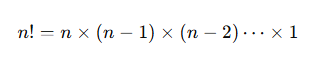 n! = n × (n − 1) × (n − 2) ⋯ × 1